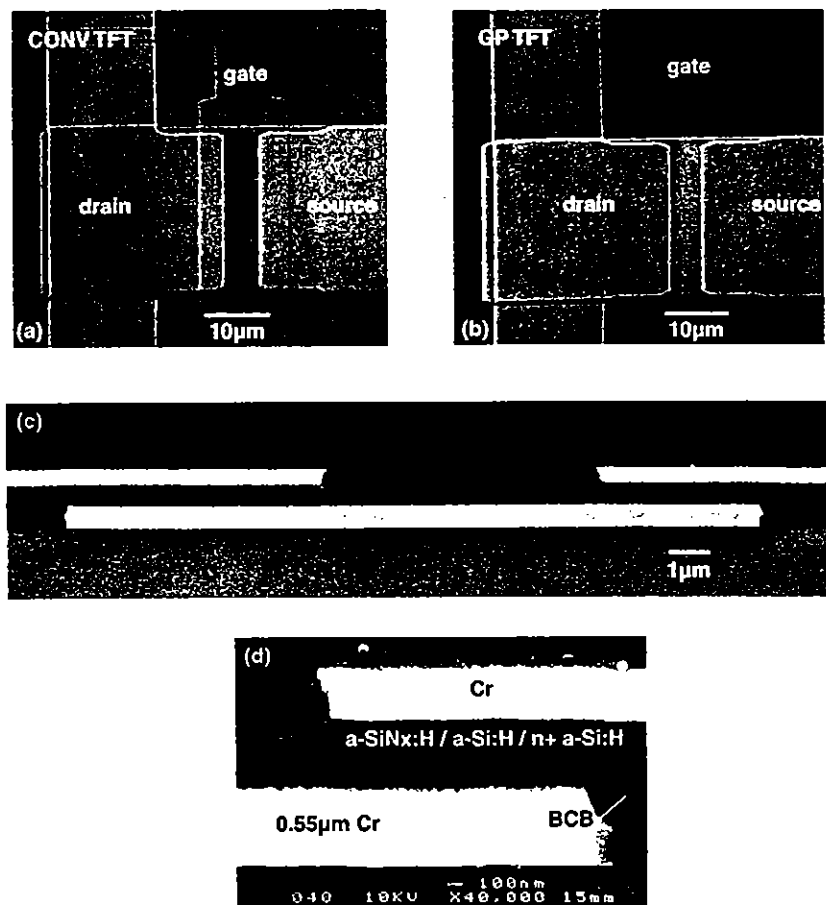 CONV TFT
gate
drain
source
10µm
(a)
GP TFT
gate
drain
source
10µm
(b)
(c)
1µm
(d)
Cr
a-SiNx:H / a-Si:H / n+ a-Si:H
0.55µm Cr
BCB
100nm
040 10KV X40,000 15mm